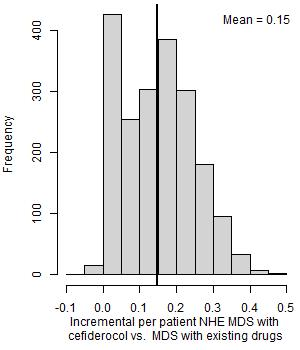 Mean = 0.15
Frequency
400
300
200
100
0
-0.1 0.0 0.1 0.2 0.3 0.4 0.5
Incremental per patient NHE MDS with
cefiderocol vs. MDS with existing drugs